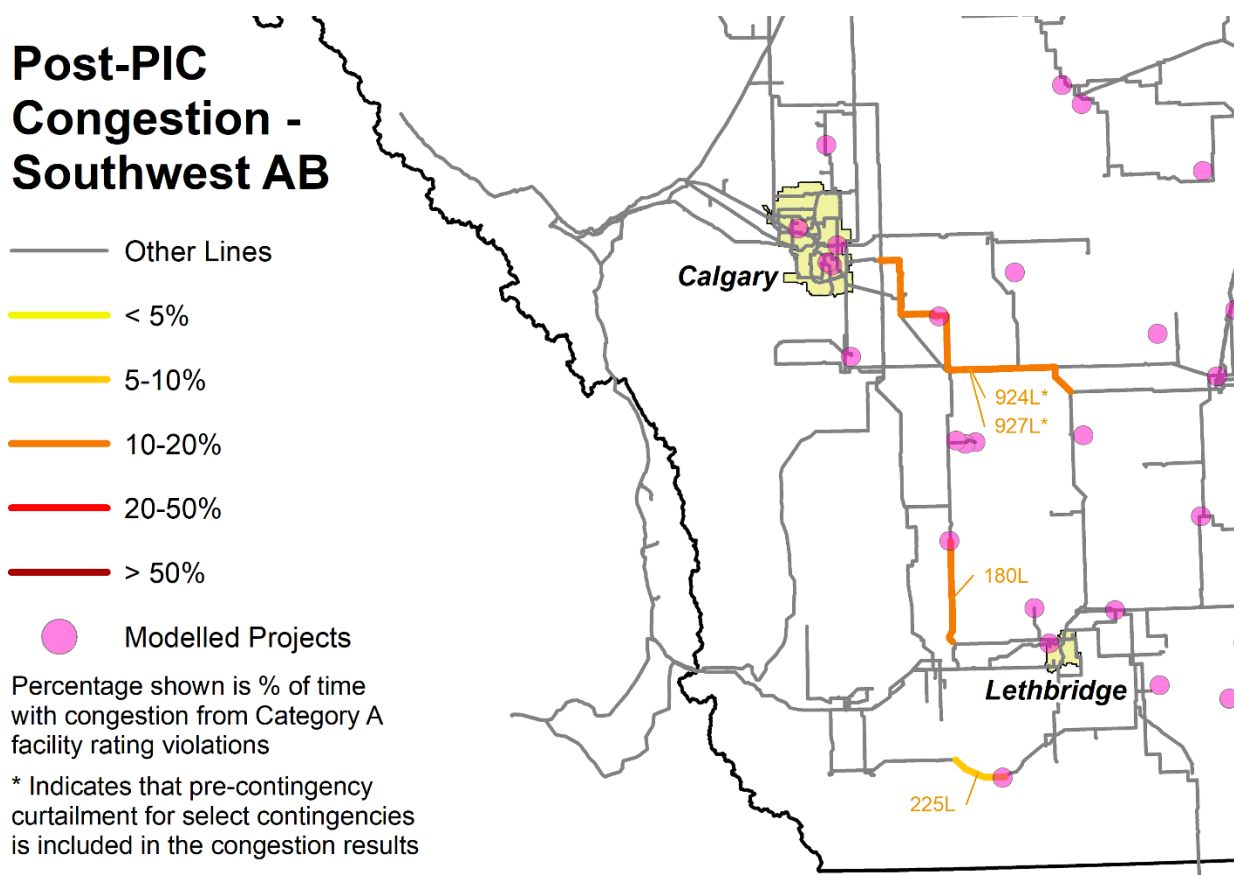 Post-PIC
Congestion -
Southwest AB
Other Lines
< 5%
5-10%
10-20%
20-50%
> 50%
Modelled Projects
Percentage shown is % of time
with congestion from Category A
facility rating violations
* Indicates that pre-contingency
curtailment for select contingencies
is included in the congestion results
Calgary
924L*
927L*
180L
Lethbridge
225L